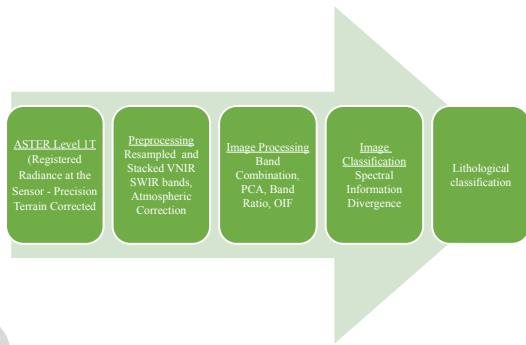 ASTER Level 1T
(Registered
Radiance at the
Sensor - Precision
Terrain Corrected
Preprocessing
Resampled and
Stacked VNIR
SWIR bands,
Atmospheric
Correction
Image Processing
Band
Combination,
PCA, Band
Ratio, OIF
Image
Classification
Spectral
Information
Divergence
Lithological
classification